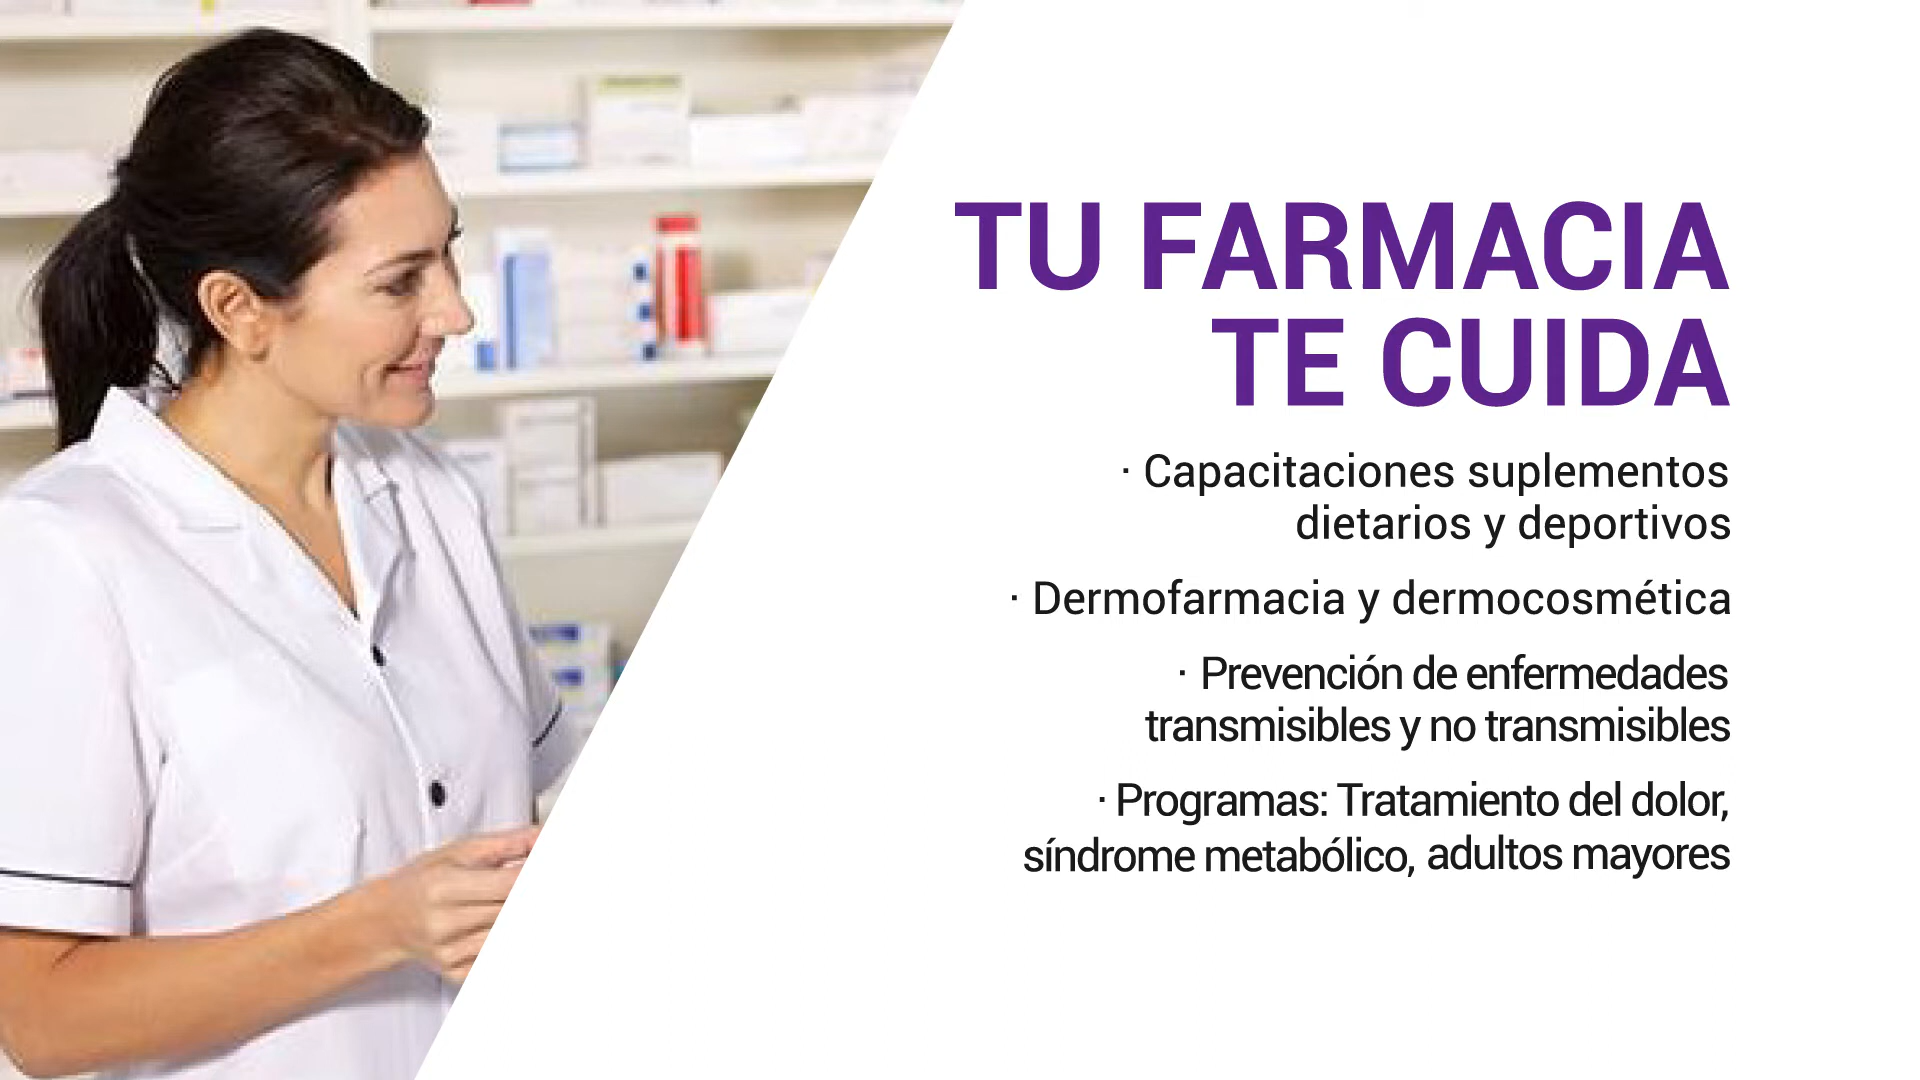 TU FARMACIA
TE CUIDA
· Capacitaciones suplementos
dietarios y deportivos
· Dermofarmacia y dermocosmética
· Prevención de enfermedades
transmisibles y no transmisibles
· Programas: Tratamiento del dolor,
síndrome metabólico, adultos mayores